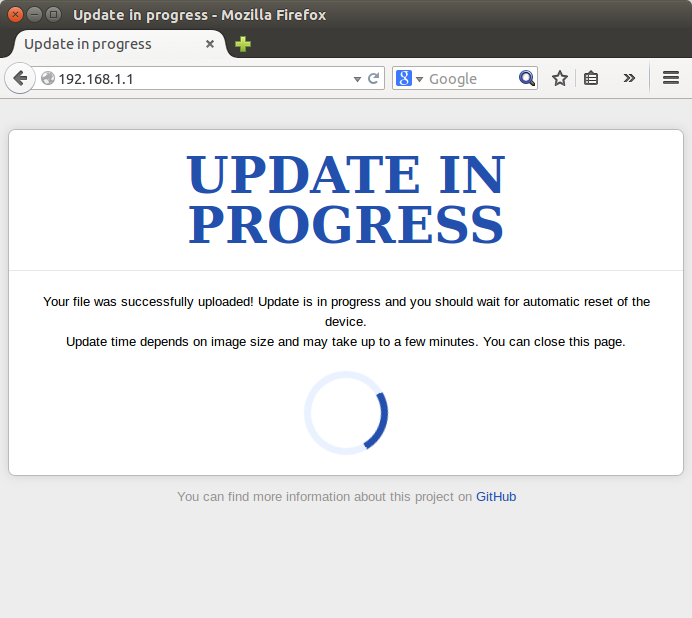 Update in progress - Mozilla Firefox
Update in progress
192.168.1.1
8 Google
UPDATE IN
PROGRESS
Your file was successfully uploaded! Update is in progress and you should wait for automatic reset of the
device.
Update time depends on image size and may take up to a few minutes. You can close this page.
You can find more information about this project on GitHub